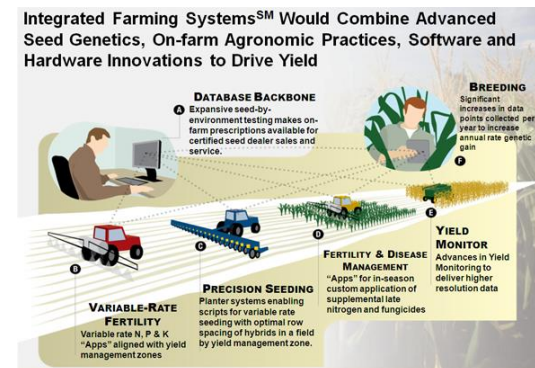 Integrated Farming Systems℠ Would Combine Advanced
Seed Genetics, On-farm Agronomic Practices, Software and
Hardware Innovations to Drive Yield
DATABASE BACKBONE
A Expansive seed-by-
environment testing makes on-
farm prescriptions available for
certified seed dealer sales and
service.
BREEDING
Significant
increases in data
points collected per
year to increase
annual rate genetic
gain
F
B
VARIABLE-RATE
FERTILITY
Variable rate N, P & K
“Apps” aligned with yield
management zones
C
PRECISION SEEDING
Planter systems enabling
scripts for variable rate
seeding with optimal row
spacing of hybrids in a field
by yield management zone.
D
FERTILITY & DISEASE
MANAGEMENT
“Apps” for in-season
custom application of
supplemental late
nitrogen and fungicides
E
YIELD
MONITOR
Advances in Yield
Monitoring to
deliver higher
resolution data